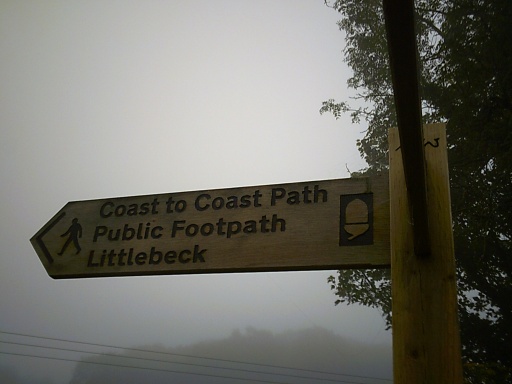 Coast to Coast Path
Public Footpath
Littlebeck